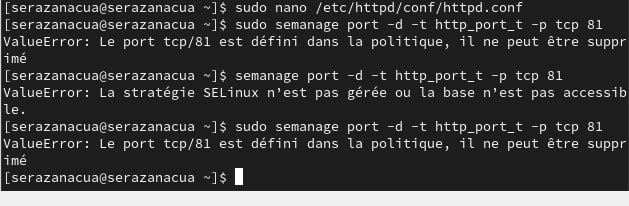 [serazanacua@serazanacua ~]$ sudo nano /etc/httpd/conf/httpd.conf
[serazanacua@serazanacua ~]$ sudo semanage port -d -t http_port_t -p tcp 81
ValueError: Le port tcp/81 est défini dans la politique, il ne peut être suppr
imé
[serazanacua@serazanacua ~]$ semanage port -d -t http_port_t -p tcp 81
ValueError: La stratégie SELinux n’est pas gérée ou la base n’est pas accessib
le.
[serazanacua@serazanacua ~]$ sudo semanage port -d -t http_port_t -p tcp 81
ValueError: Le port tcp/81 est défini dans la politique, il ne peut être suppr
imé
[serazanacua@serazanacua ~]$